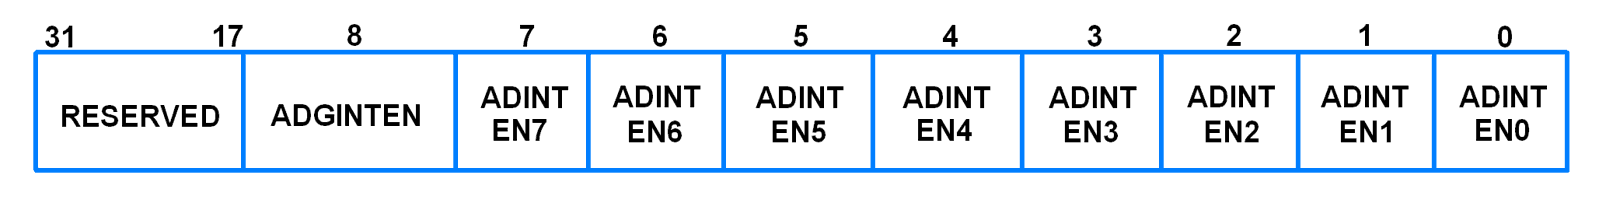 31 17 8 7 6 5 4 3 2 1 0
RESERVED ADGINTEN ADINT ADINT ADINT ADINT ADINT ADINT ADINT ADINT
EN7 EN6 EN5 EN4 EN3 EN2 EN1 EN0